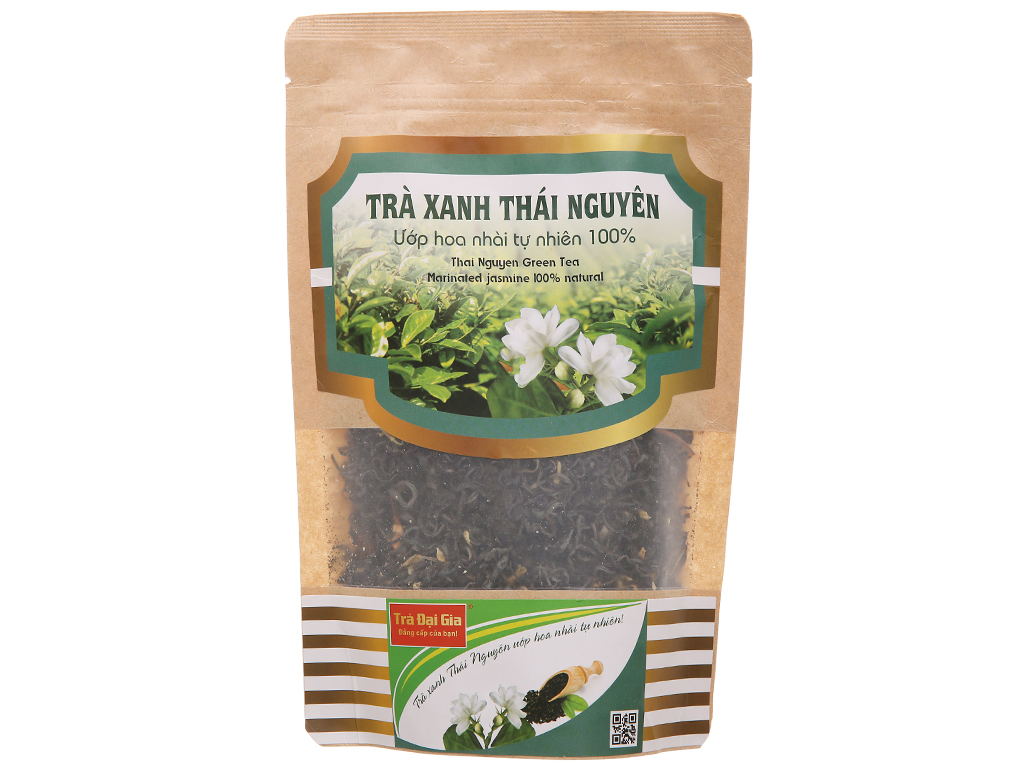 TRÀ XANH THÁI NGUYÊN
Ướp hoa nhài tự nhiên 100%
Thai Nguyen Green Tea
Marinated jasmine 100% natural
Trà Đại Gia
Đẳng cấp của bạn!
Trà xanh Thái Nguyên ướp hoa nhài tự nhiên!